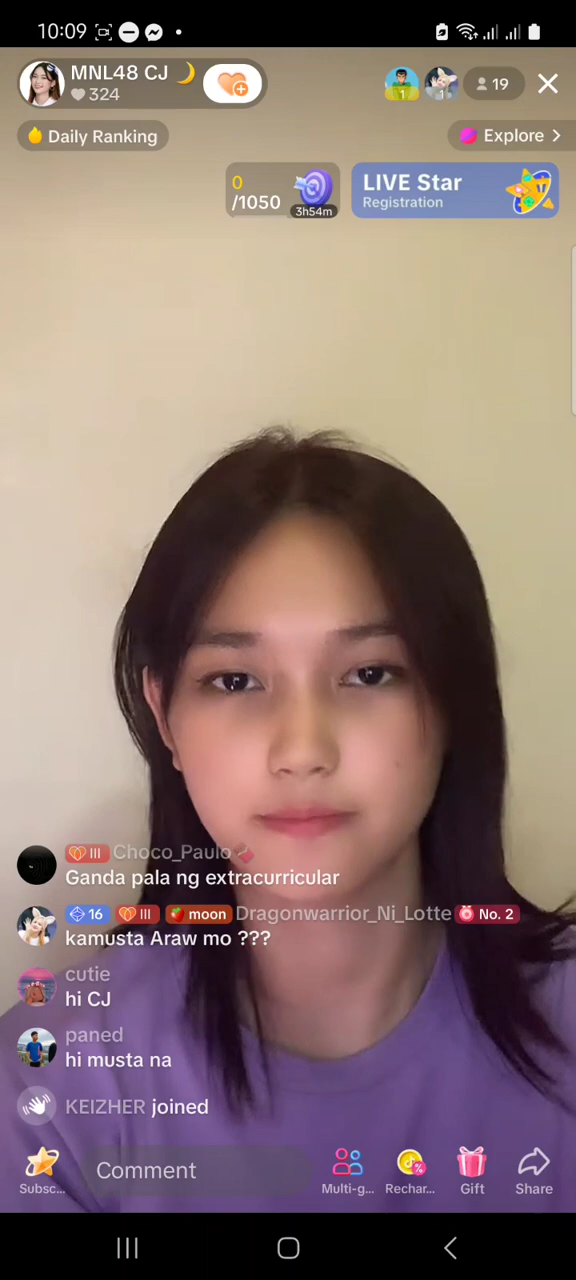 10:09
MNL48 CJ 🌙
324
1
1
19
Daily Ranking
Explore >
0
/1050
3h54m
LIVE Star
Registration
III Choco_Paulo🍫
Ganda pala ng extracurricular
16 III moon Dragonwarrior_Ni_Lotte No. 2
kamusta Araw mo ???
cutie
hi CJ
paned
hi musta na
KEIZHER joined
Comment
Subsc...
Multi-g...
Rechar...
Gift
Share